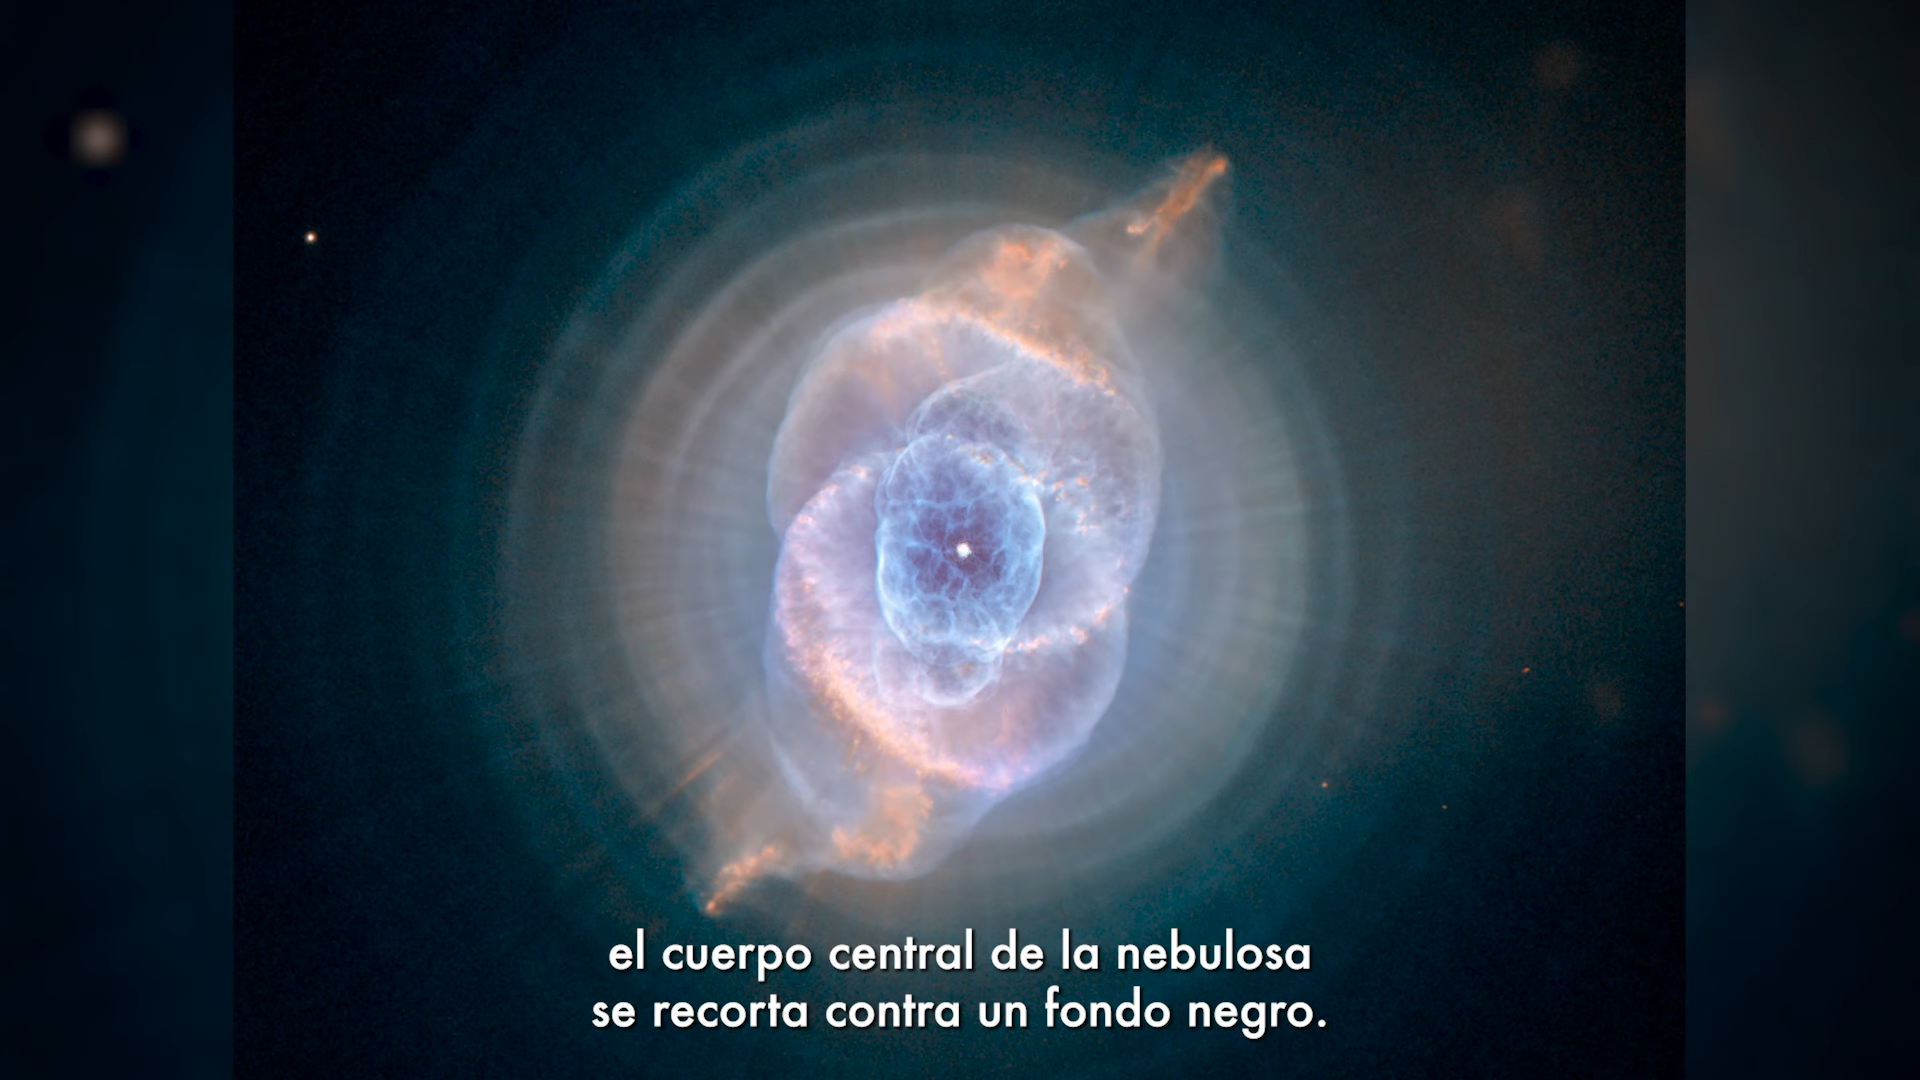 el cuerpo central de la nebulosa
se recorta contra un fondo negro.